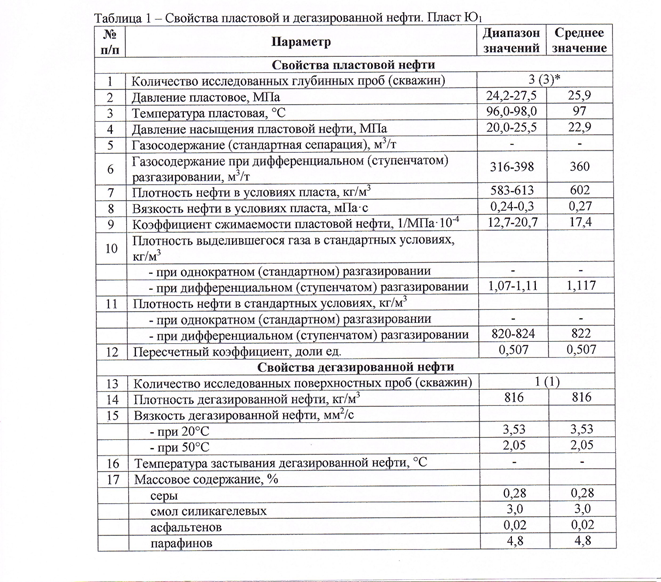 Таблица 1 – Свойства пластовой и дегазированной нефти. Пласт Ю1
№ п/п Параметр Диапазон значений Среднее значение
Свойства пластовой нефти
1 Количество исследованных глубинных проб (скважин) 3 (3)*
2 Давление пластовое, МПа 24,2-27,5 25,9
3 Температура пластовая, °С 96,0-98,0 97
4 Давление насыщения пластовой нефти, МПа 20,0-25,5 22,9
5 Газосодержание (стандартная сепарация), м³/т - -
6 Газосодержание при дифференциальном (ступенчатом)
разгазировании, м³/т 316-398 360
7 Плотность нефти в условиях пласта, кг/м³ 583-613 602
8 Вязкость нефти в условиях пласта, мПа·с 0,24-0,3 0,27
9 Коэффициент сжимаемости пластовой нефти, 1/МПа·10⁻⁴ 12,7-20,7 17,4
10 Плотность выделившегося газа в стандартных условиях,
кг/м³
- при однократном (стандартном) разгазировании - -
- при дифференциальном (ступенчатом) разгазировании 1,07-1,11 1,117
11 Плотность нефти в стандартных условиях, кг/м³
- при однократном (стандартном) разгазировании - -
- при дифференциальном (ступенчатом) разгазировании 820-824 822
12 Пересчетный коэффициент, доли ед. 0,507 0,507
Свойства дегазированной нефти
13 Количество исследованных поверхностных проб (скважин) 1 (1)
14 Плотность дегазированной нефти, кг/м³ 816 816
15 Вязкость дегазированной нефти, мм²/с
- при 20°С 3,53 3,53
- при 50°С 2,05 2,05
16 Температура застывания дегазированной нефти, °С - -
17 Массовое содержание, %
серы 0,28 0,28
смол силикагелевых 3,0 3,0
асфальтенов 0,02 0,02
парафинов 4,8 4,8